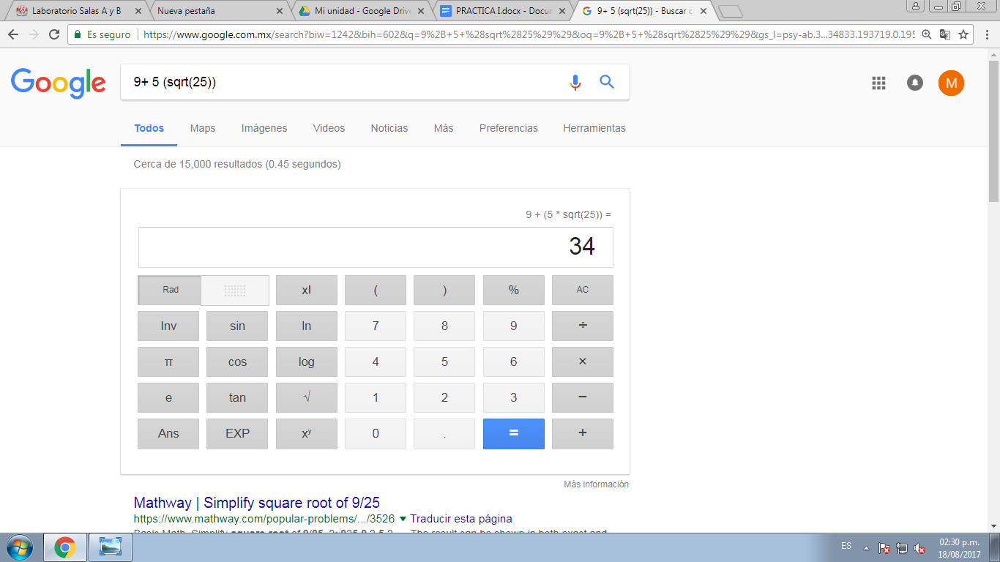 Laboratorio Salas A y B
Nueva pestaña
Mi unidad - Google Drive
PRACTICA I.docx - Docum
9+ 5 (sqrt(25)) - Buscar c
Es seguro
https://www.google.com.mx/search?biw=1242&bih=602&q=9%2B+5+%28sqrt%2825%29%29&oq=9%2B+5+%28sqrt%2825%29%29&gs_l=psy-ab.3...34833.193719.0.195
Google
9+ 5 (sqrt(25))
M
Todos Maps Imágenes Videos Noticias Más Preferencias Herramientas
Cerca de 15,000 resultados (0.45 segundos)
9 + (5 * sqrt(25)) =
34
Rad x! ( ) % AC
Inv sin ln 7 8 9 ÷
π cos log 4 5 6 ×
e tan √ 1 2 3 −
Ans EXP xʸ 0 . = +
Más información
Mathway | Simplify square root of 9/25
https://www.mathway.com/popular-problems/.../3526 Traducir esta página
ES
02:30 p.m.
18/08/2017